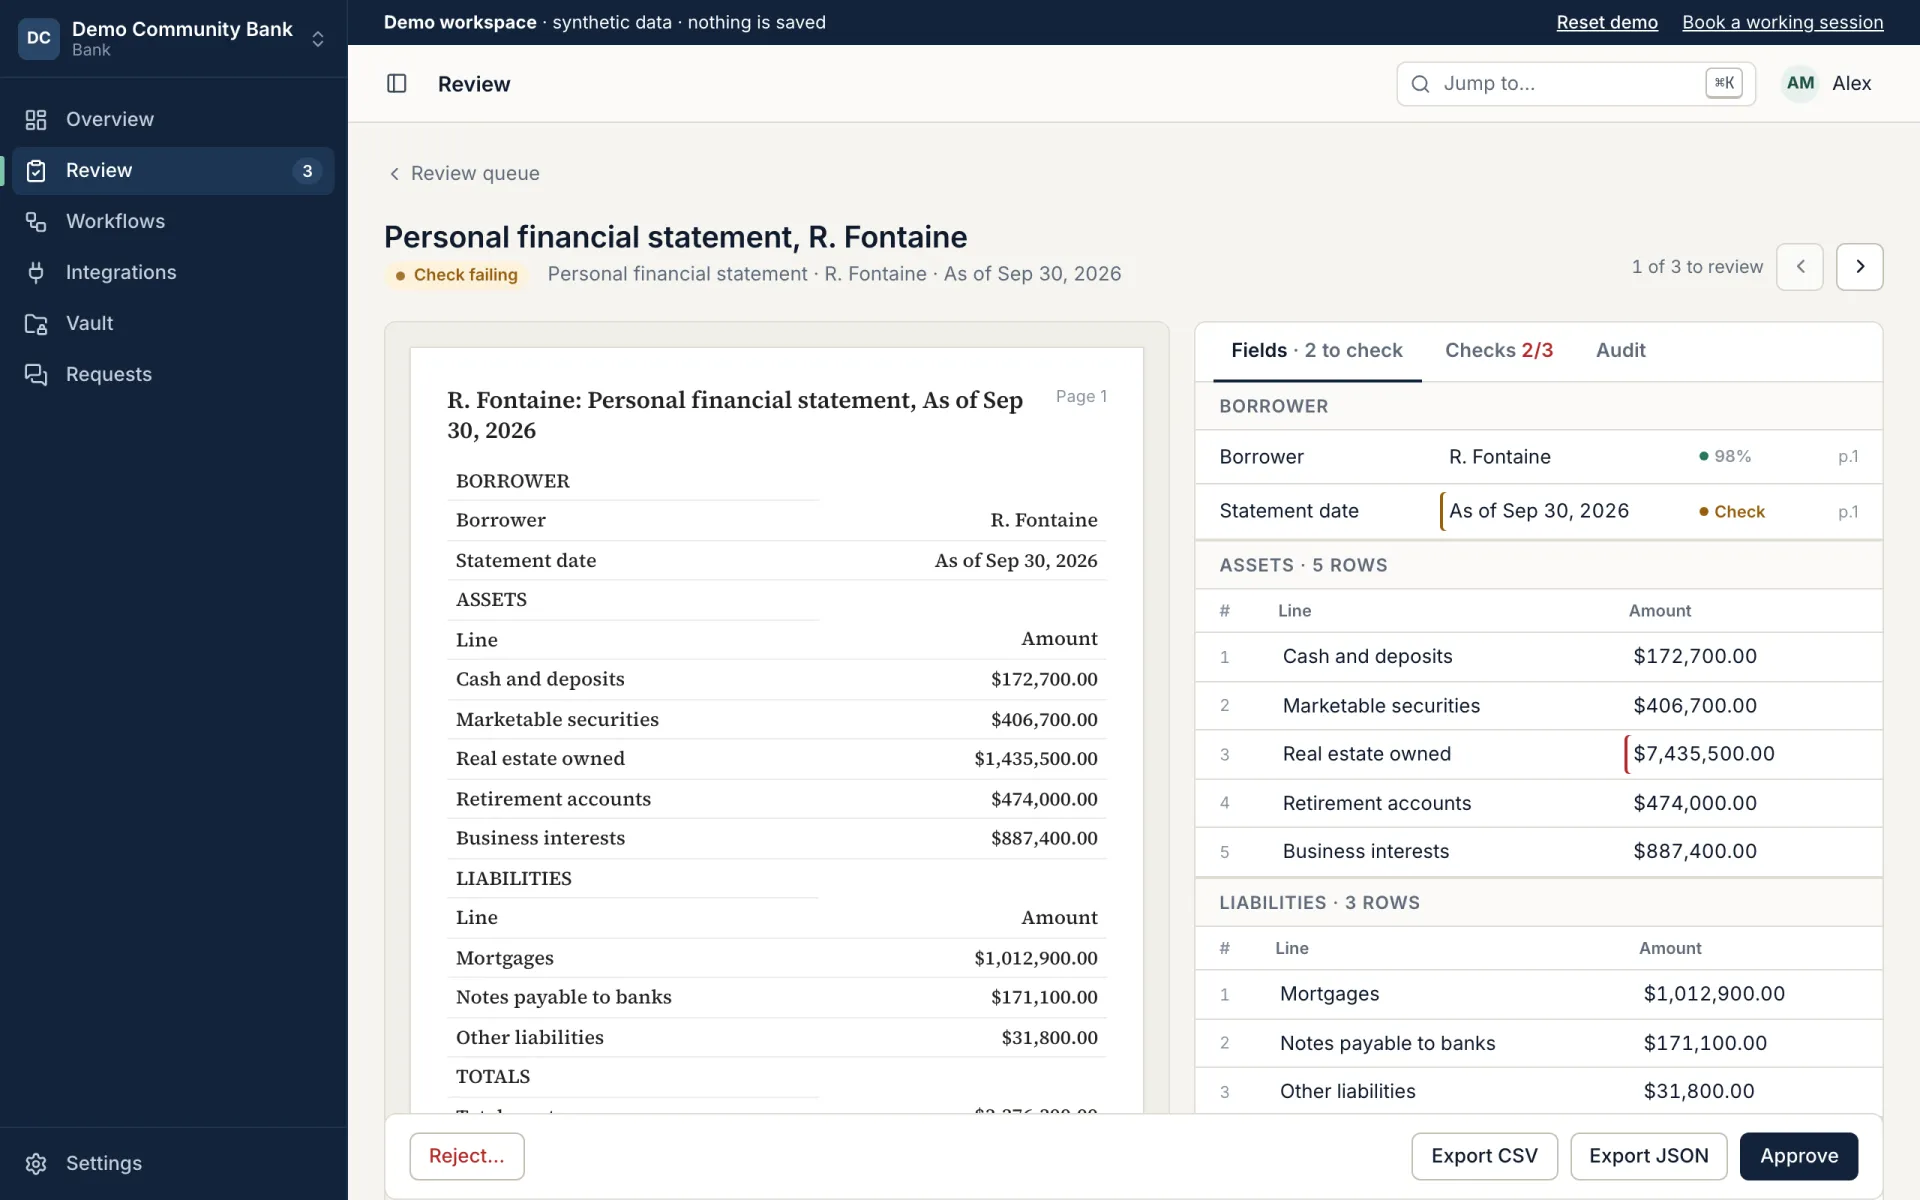 DC
Demo Community Bank
Bank
Overview
Review 3
Workflows
Integrations
Vault
Requests
Settings
Demo workspace · synthetic data · nothing is saved
Reset demo Book a working session
Review
Jump to... ⌘K
AM Alex
Review queue
Personal financial statement, R. Fontaine
Check failing Personal financial statement · R. Fontaine · As of Sep 30, 2026
1 of 3 to review
R. Fontaine: Personal financial statement, As of Sep
30, 2026
Page 1
BORROWER
Borrower R. Fontaine
Statement date As of Sep 30, 2026
ASSETS
Line Amount
Cash and deposits $172,700.00
Marketable securities $406,700.00
Real estate owned $1,435,500.00
Retirement accounts $474,000.00
Business interests $887,400.00
LIABILITIES
Line Amount
Mortgages $1,012,900.00
Notes payable to banks $171,100.00
Other liabilities $31,800.00
TOTALS
Fields · 2 to check Checks 2/3 Audit
BORROWER
Borrower R. Fontaine 98% p.1
Statement date As of Sep 30, 2026 Check p.1
ASSETS · 5 ROWS
# Line Amount
1 Cash and deposits $172,700.00
2 Marketable securities $406,700.00
3 Real estate owned $7,435,500.00
4 Retirement accounts $474,000.00
5 Business interests $887,400.00
LIABILITIES · 3 ROWS
# Line Amount
1 Mortgages $1,012,900.00
2 Notes payable to banks $171,100.00
3 Other liabilities $31,800.00
Reject...
Export CSV Export JSON Approve